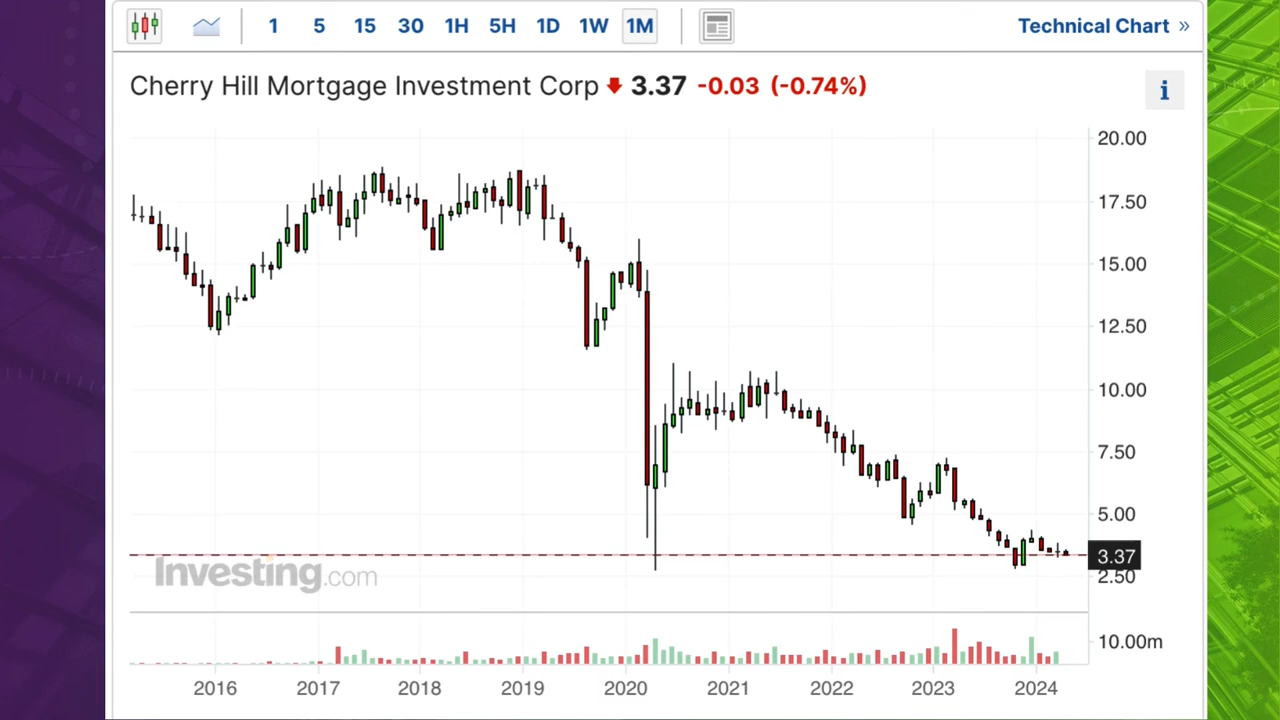 1 5 15 30 1H 5H 1D 1W 1M Technical Chart »
Cherry Hill Mortgage Investment Corp 3.37 -0.03 (-0.74%)
i
20.00
17.50
15.00
12.50
10.00
7.50
5.00
3.37
2.50
Investing.com
10.00m
2016 2017 2018 2019 2020 2021 2022 2023 2024